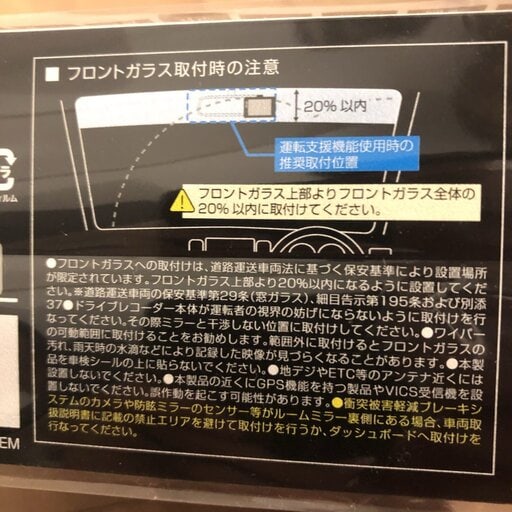 ■ フロントガラス取付時の注意
20% 以内
運転支援機能使用時の
推奨取付位置
フロントガラス上部よりフロントガラス全体の
20% 以内に取付けてください。
●フロントガラスへの取付けは、道路運送車両法に基づく保安基準により設置場所
が限定されています。フロントガラス上部より20%以内になるように設置してくだ
さい。※道路運送車両の保安基準第29条(窓ガラス)、細目告示第195条および別添
37●ドライブレコーダー本体が運転者の視界の妨げにならないように取付けを行
なってください。その際ミラーと干渉しない位置に取付けしてください。●ワイパー
の可動範囲に取付けることをお勧めします。範囲外に取付けるとフロントガラスの
汚れ、雨天時の水滴などにより記録した映像が見づらくなることがあります。●本製
品を車検シールの上に貼らないでください。●地デジやETC等のアンテナ近くには
設置しないでください。●本製品の近くにGPS機能を持つ製品やVICS受信機を設
置しないでください。誤作動を起こす可能性があります。●衝突被害軽減ブレーキシ
ステムのカメラや防眩ミラーのセンサー等がルームミラー裏側にある場合、車両取
扱説明書に記載の禁止エリアを避けて取付けを行うか、ダッシュボードへ取付けを
行なってください。
ラ
ィルム
EM